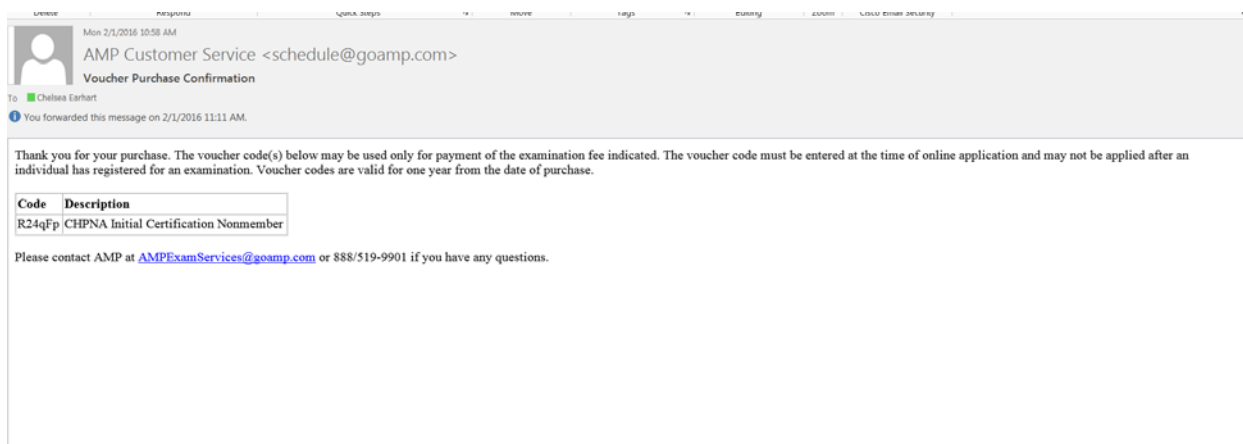 Delete Respond Quick Steps Move Tags Editing Zoom Cisco Email Security
Mon 2/1/2016 10:58 AM
AMP Customer Service <schedule@goamp.com>
Voucher Purchase Confirmation
To Chelsea Earhart
You forwarded this message on 2/1/2016 11:11 AM.
Thank you for your purchase. The voucher code(s) below may be used only for payment of the examination fee indicated. The voucher code must be entered at the time of online application and may not be applied after an
individual has registered for an examination. Voucher codes are valid for one year from the date of purchase.
Code Description
R24qFp CHPNA Initial Certification Nonmember
Please contact AMP at AMPExamServices@goamp.com or 888/519-9901 if you have any questions.